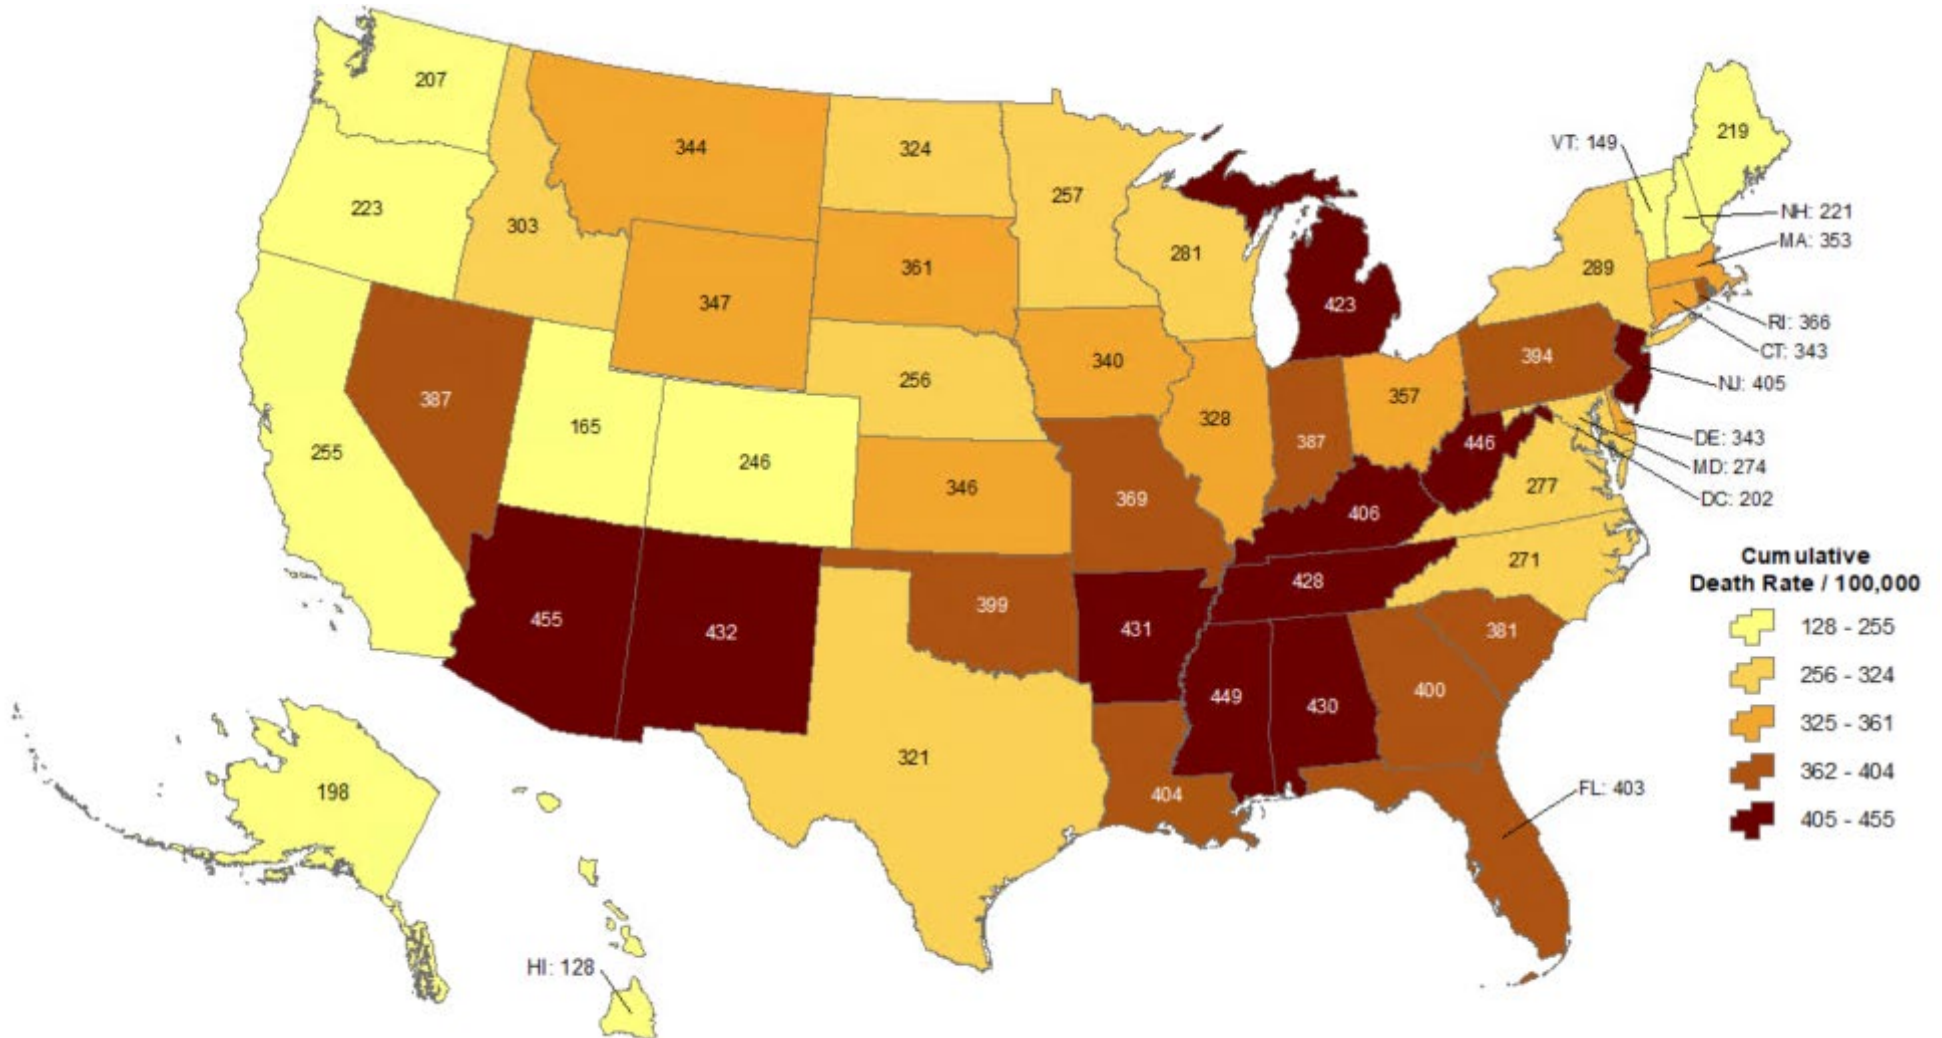 207
344
324
257
219
VT: 149
223
303
361
281
NH: 221
MA: 353
289
347
423
RI: 366
CT: 343
387
256
340
394
NJ: 405
255
165
246
328
387
357
446
DE: 343
MD: 274
DC: 202
346
369
406
277
455
432
399
431
428
271
381
449
430
400
321
404
FL: 403
198
HI: 128
Cumulative
Death Rate / 100,000
128 - 255
256 - 324
325 - 361
362 - 404
405 - 455